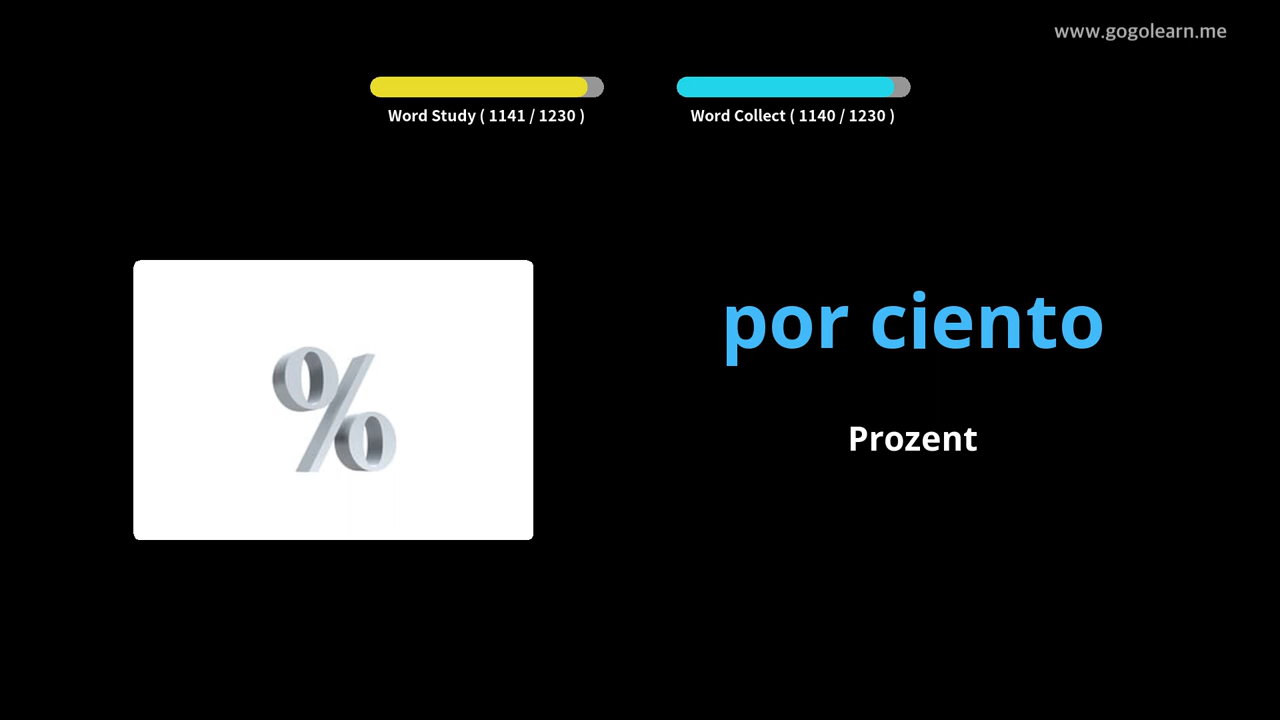 www.gogolearn.me
Word Study ( 1141 / 1230 )
Word Collect ( 1140 / 1230 )
%
por ciento
Prozent